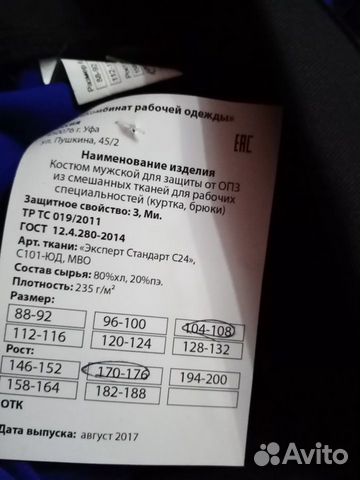 комбинат рабочей одежды»
г. Уфа
ул. Пушкина, 45/2
ЕАС
Наименование изделия
Костюм мужской для защиты от ОПЗ
из смешанных тканей для рабочих
специальностей (куртка, брюки)
Защитное свойство: З, Ми.
ТР ТС 019/2011
ГОСТ 12.4.280-2014
Арт. ткани: «Эксперт Стандарт С24»,
С101-ЮД, МВО
Состав сырья: 80%хл, 20%пэ.
Плотность: 235 г/м²
Размер:
88-92 96-100 104-108
112-116 120-124 128-132
Рост:
146-152 170-176 194-200
158-164 182-188
ОТК
Дата выпуска: август 2017
Avito